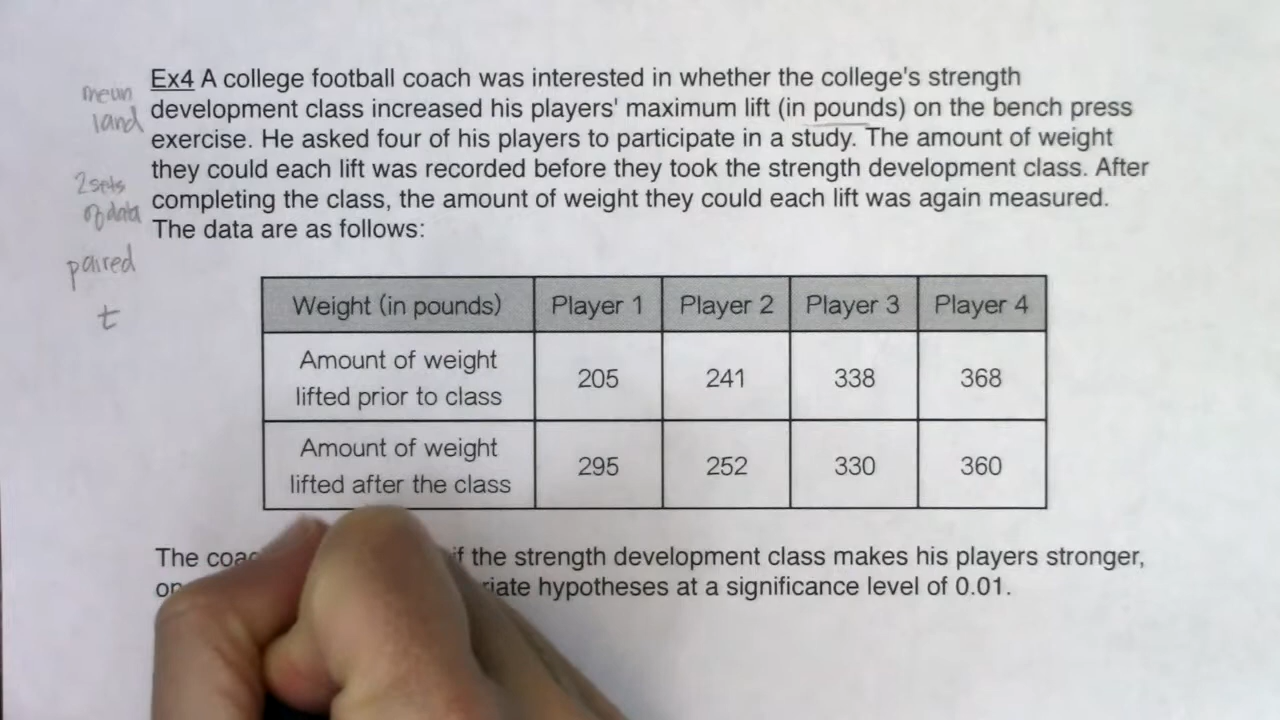 Ex4 A college football coach was interested in whether the college's strength
development class increased his players' maximum lift (in pounds) on the bench press
exercise. He asked four of his players to participate in a study. The amount of weight
they could each lift was recorded before they took the strength development class. After
completing the class, the amount of weight they could each lift was again measured.
The data are as follows:
mean
land
2 sets
of data
paired
t
Weight (in pounds) Player 1 Player 2 Player 3 Player 4
Amount of weight
lifted prior to class 205 241 338 368
Amount of weight
lifted after the class 295 252 330 360
The if the strength development class makes his players stronger,
hypotheses at a significance level of 0.01.